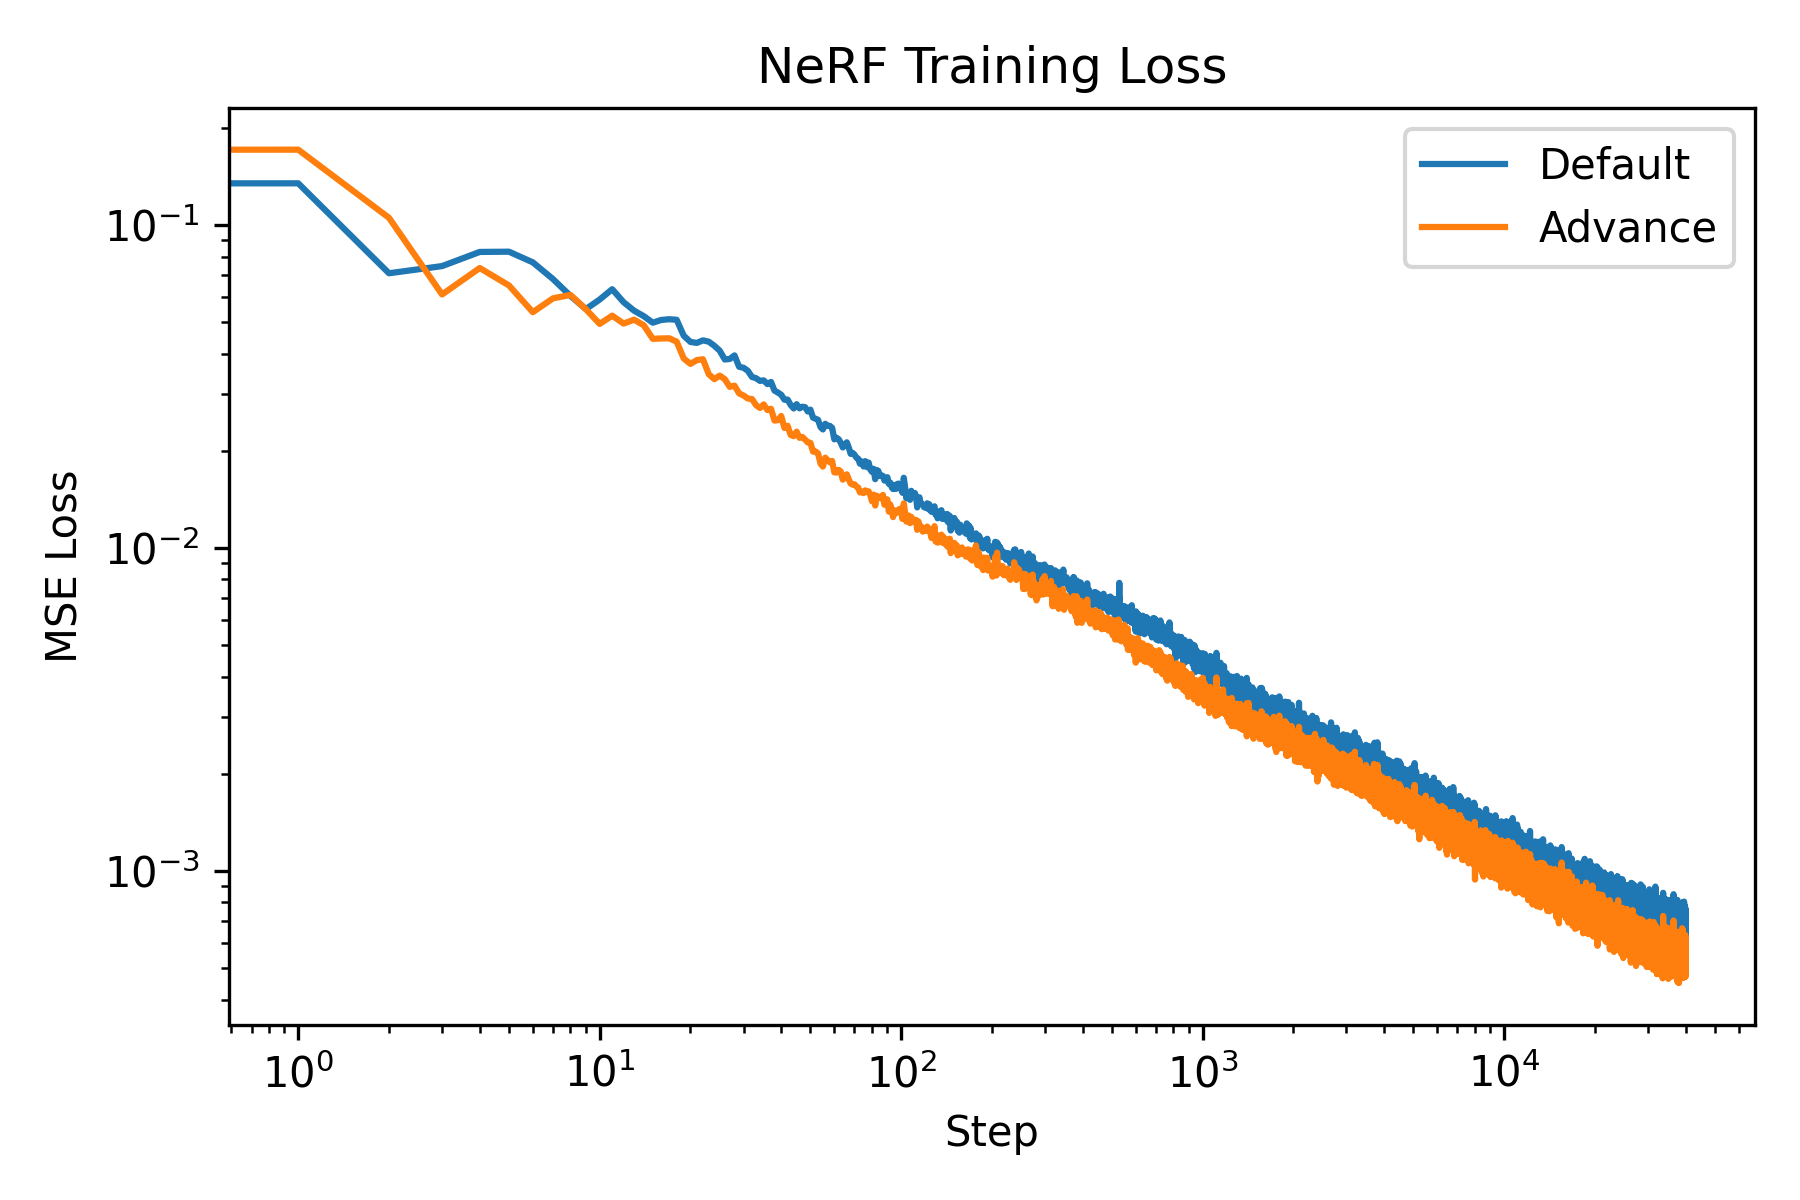 NeRF Training Loss
Default
Advance
MSE Loss
10⁻¹
10⁻²
10⁻³
10⁰ 10¹ 10² 10³ 10⁴
Step